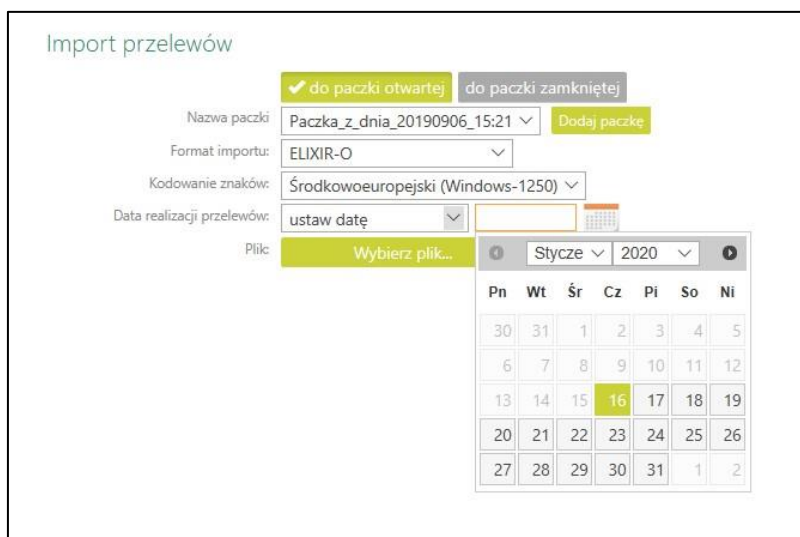 Import przelewów
do paczki otwartej do paczki zamkniętej
Nazwa paczki Paczka_z_dnia_20190906_15:21 Dodaj paczkę
Format importu: ELIXIR-O
Kodowanie znaków: Środkowoeuropejski (Windows-1250)
Data realizacji przelewów: ustaw datę
Plik: Wybierz plik...
Stycze 2020
Pn Wt Śr Cz Pi So Ni
30 31 1 2 3 4 5
6 7 8 9 10 11 12
13 14 15 16 17 18 19
20 21 22 23 24 25 26
27 28 29 30 31 1 2